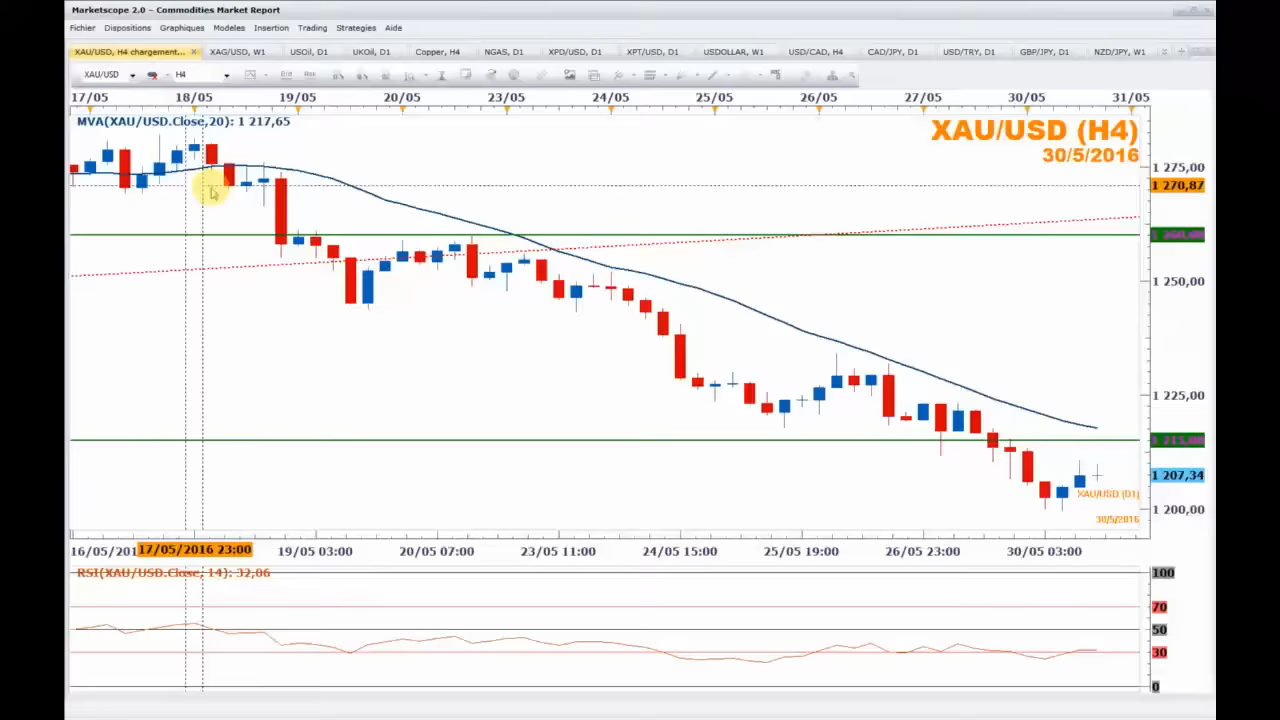 Marketscope 2.0 – Commodities Market Report
Fichier Dispositions Graphiques Modeles Insertion Trading Strategies Aide
XAU/USD, H4 chargement... XAG/USD, W1 USOil, D1 UKOil, D1 Copper, H4 NGAS, D1 XPD/USD, D1 XPT/USD, D1 USDOLLAR, W1 USD/CAD, H4 CAD/JPY, D1 USD/TRY, D1 GBP/JPY, D1 NZD/JPY, W1
XAU/USD H4
17/05 18/05 19/05 20/05 23/05 24/05 25/05 26/05 27/05 30/05 31/05
MVA(XAU/USD.Close,20): 1 217,65
XAU/USD (H4)
30/5/2016
1 275,00
1 270,87
1 260,00
1 250,00
1 225,00
1 215,00
1 207,34
XAU/USD (D1)
1 200,00
30/5/2016
16/05/201 17/05/2016 23:00 19/05 03:00 20/05 07:00 23/05 11:00 24/05 15:00 25/05 19:00 26/05 23:00 30/05 03:00
RSI(XAU/USD.Close, 14): 32,06
100
70
50
30
0